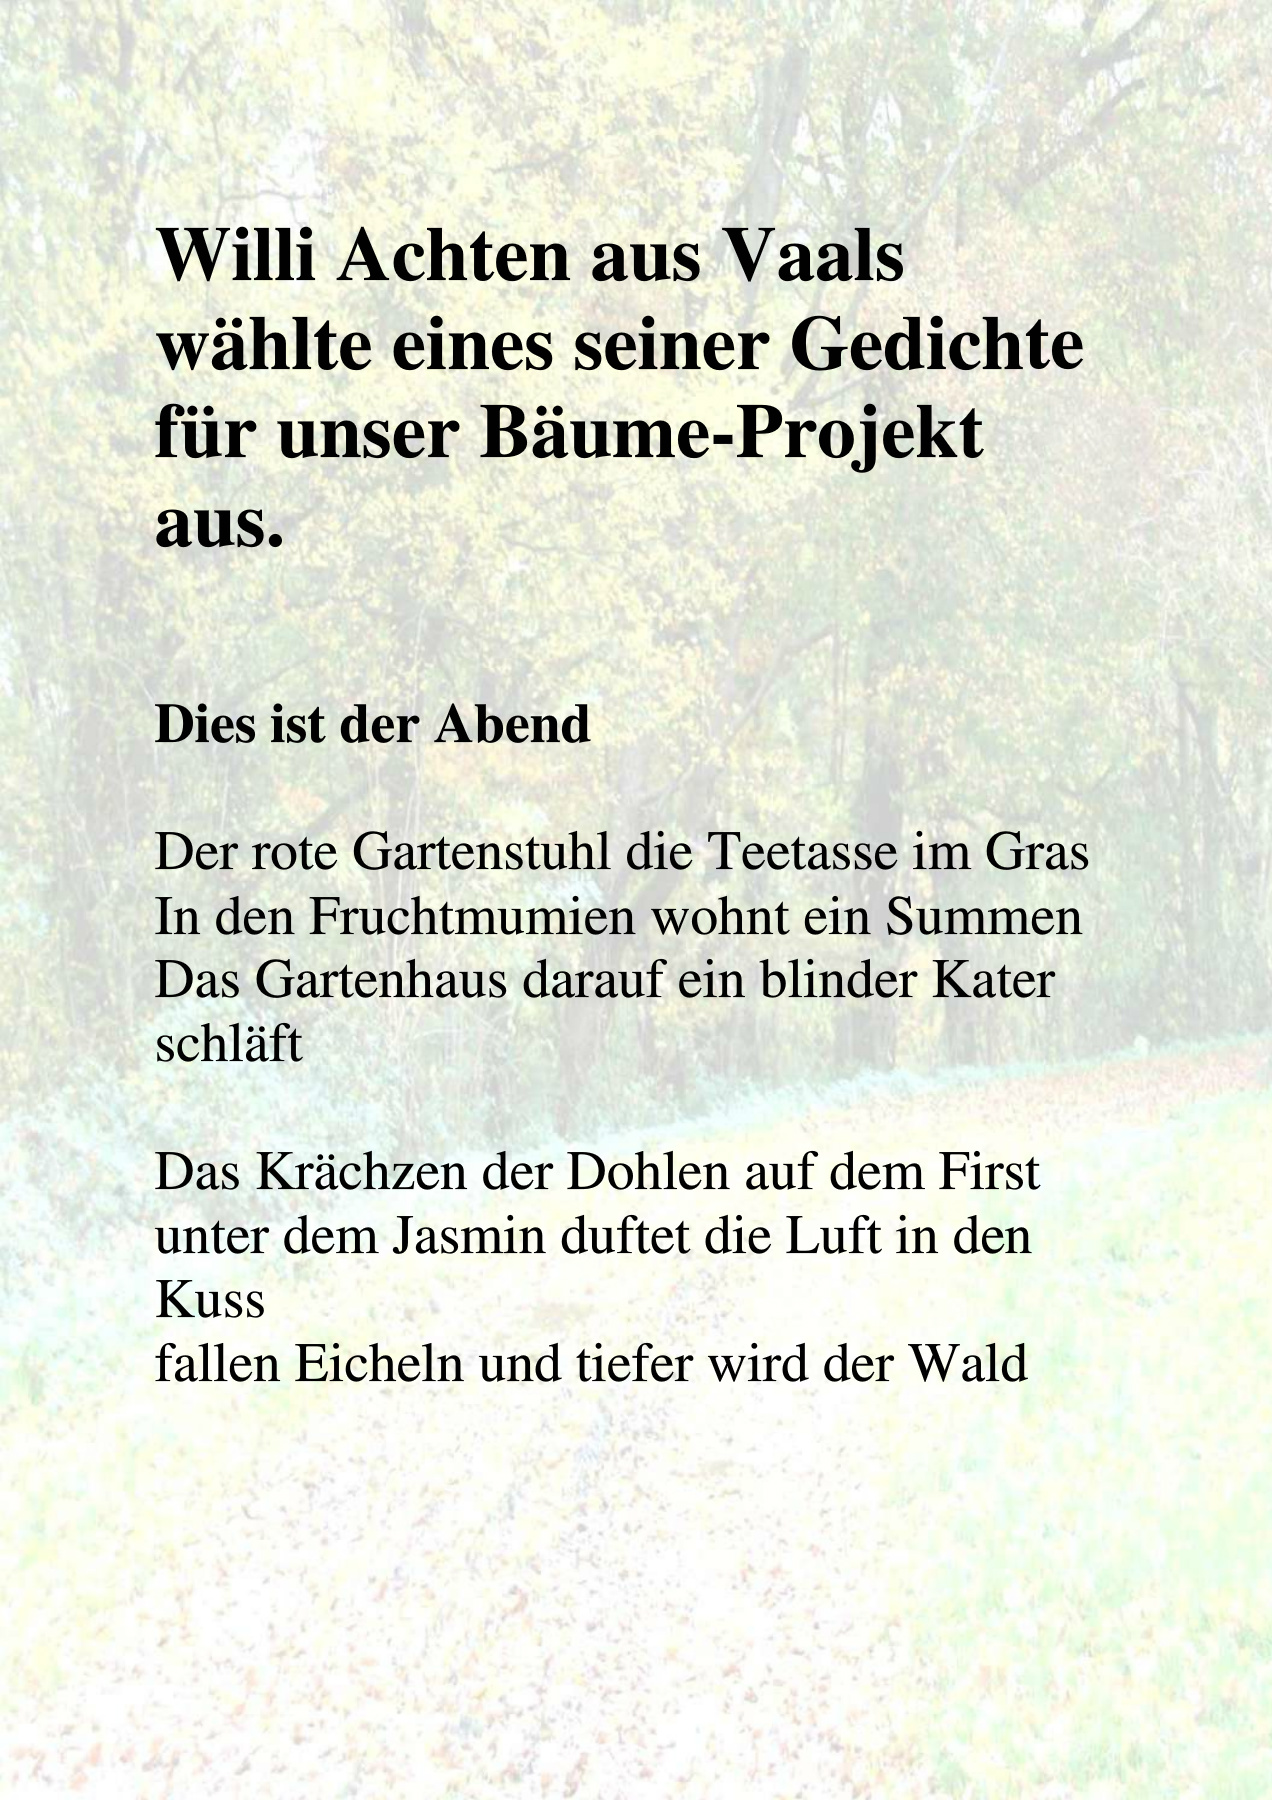 Willi Achten aus Vaals
wählte eines seiner Gedichte
für unser Bäume-Projekt
aus.
Dies ist der Abend
Der rote Gartenstuhl die Teetasse im Gras
In den Fruchtmumien wohnt ein Summen
Das Gartenhaus darauf ein blinder Kater
schläft
Das Krächzen der Dohlen auf dem First
unter dem Jasmin duftet die Luft in den
Kuss
fallen Eicheln und tiefer wird der Wald